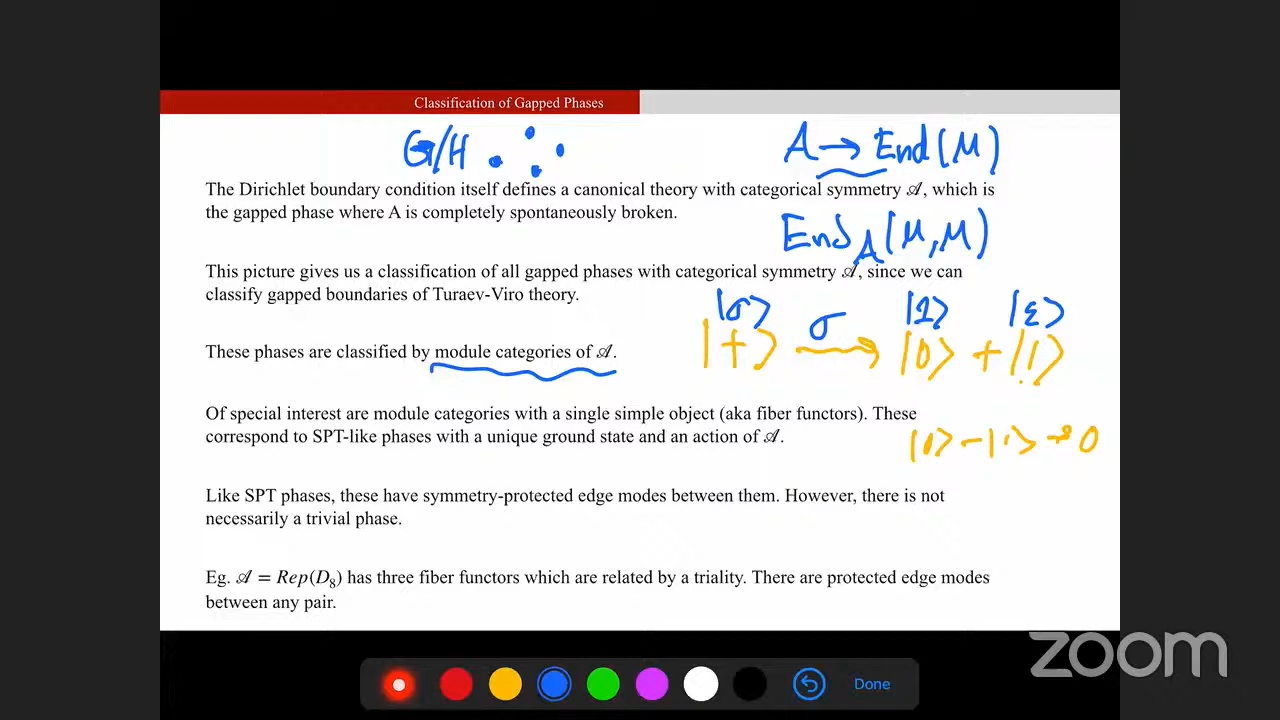 Classification of Gapped Phases
G/H
A → End(M)
The Dirichlet boundary condition itself defines a canonical theory with categorical symmetry 𝒜, which is
the gapped phase where A is completely spontaneously broken.
End_A(M,M)
This picture gives us a classification of all gapped phases with categorical symmetry 𝒜, since we can
classify gapped boundaries of Turaev-Viro theory.
|σ⟩ σ |1⟩ |ε⟩
|+⟩ → |0⟩ + |1⟩
These phases are classified by module categories of 𝒜.
Of special interest are module categories with a single simple object (aka fiber functors). These
correspond to SPT-like phases with a unique ground state and an action of 𝒜.
|0⟩ - |1⟩ → 0
Like SPT phases, these have symmetry-protected edge modes between them. However, there is not
necessarily a trivial phase.
Eg. 𝒜 = Rep(D₈) has three fiber functors which are related by a triality. There are protected edge modes
between any pair.
zoom
Done